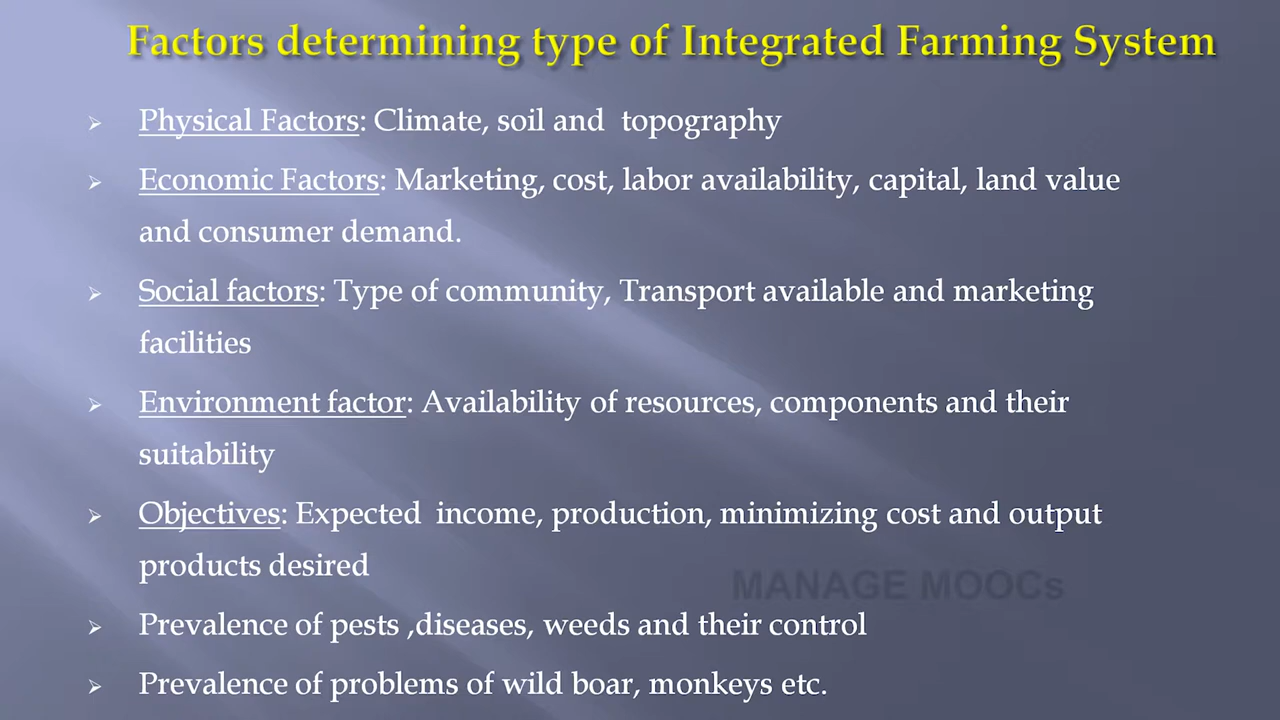 Factors determining type of Integrated Farming System
Physical Factors: Climate, soil and topography
Economic Factors: Marketing, cost, labor availability, capital, land value
and consumer demand.
Social factors: Type of community, Transport available and marketing
facilities
Environment factor: Availability of resources, components and their
suitability
Objectives: Expected income, production, minimizing cost and output
products desired
MANAGE MOOCs
Prevalence of pests ,diseases, weeds and their control
Prevalence of problems of wild boar, monkeys etc.